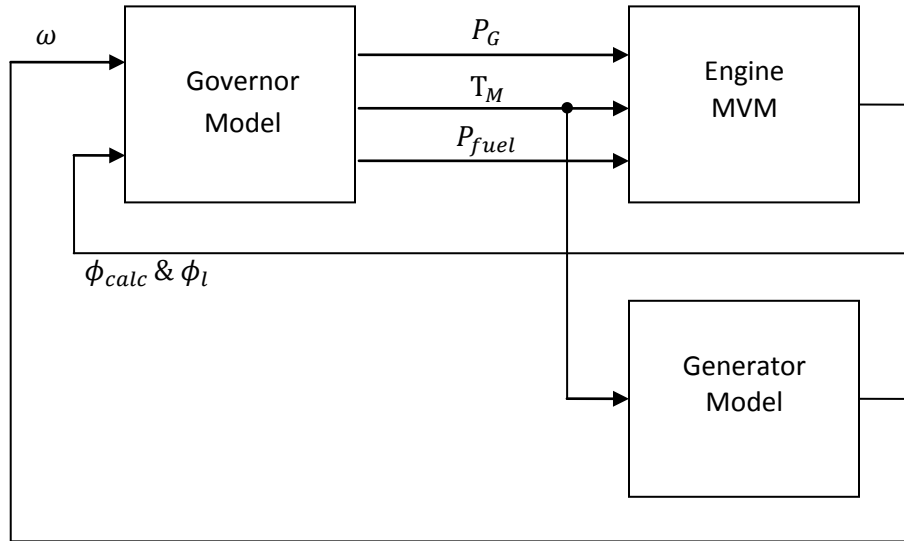 ω
P_G
Governor
Model
T_M
Engine
MVM
P_fuel
ϕ_calc & ϕ_l
Generator
Model